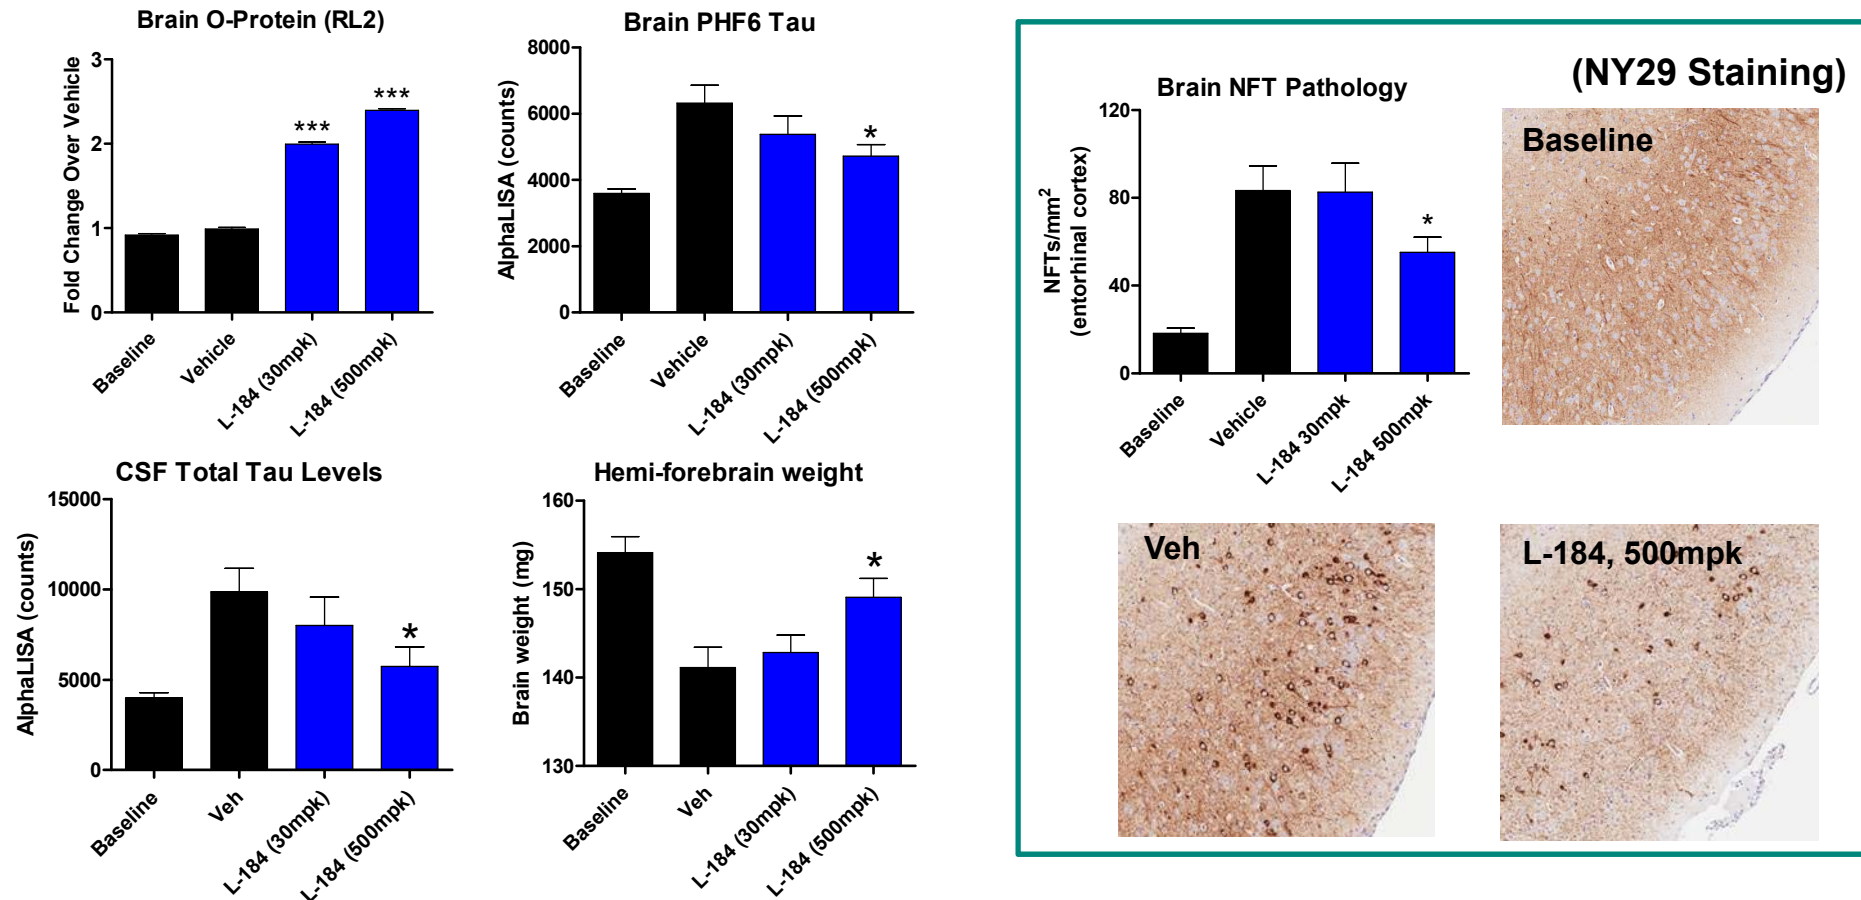 Brain O-Protein (RL2)
Fold Change Over Vehicle
3
2
1
0
***
***
Baseline
Vehicle
L-184 (30mpk)
L-184 (500mpk)
Brain PHF6 Tau
AlphaLISA (counts)
8000
6000
4000
2000
0
*
Baseline
Vehicle
L-184 (30mpk)
L-184 (500mpk)
CSF Total Tau Levels
AlphaLISA (counts)
15000
10000
5000
0
*
Baseline
Veh
L-184 (30mpk)
L-184 (500mpk)
Hemi-forebrain weight
Brain weight (mg)
160
150
140
130
*
Baseline
Veh
L-184 (30mpk)
L-184 (500mpk)
(NY29 Staining)
Brain NFT Pathology
NFTs/mm²
(entorhinal cortex)
120
80
40
0
*
Baseline
Vehicle
L-184 30mpk
L-184 500mpk
Baseline
Veh
L-184, 500mpk